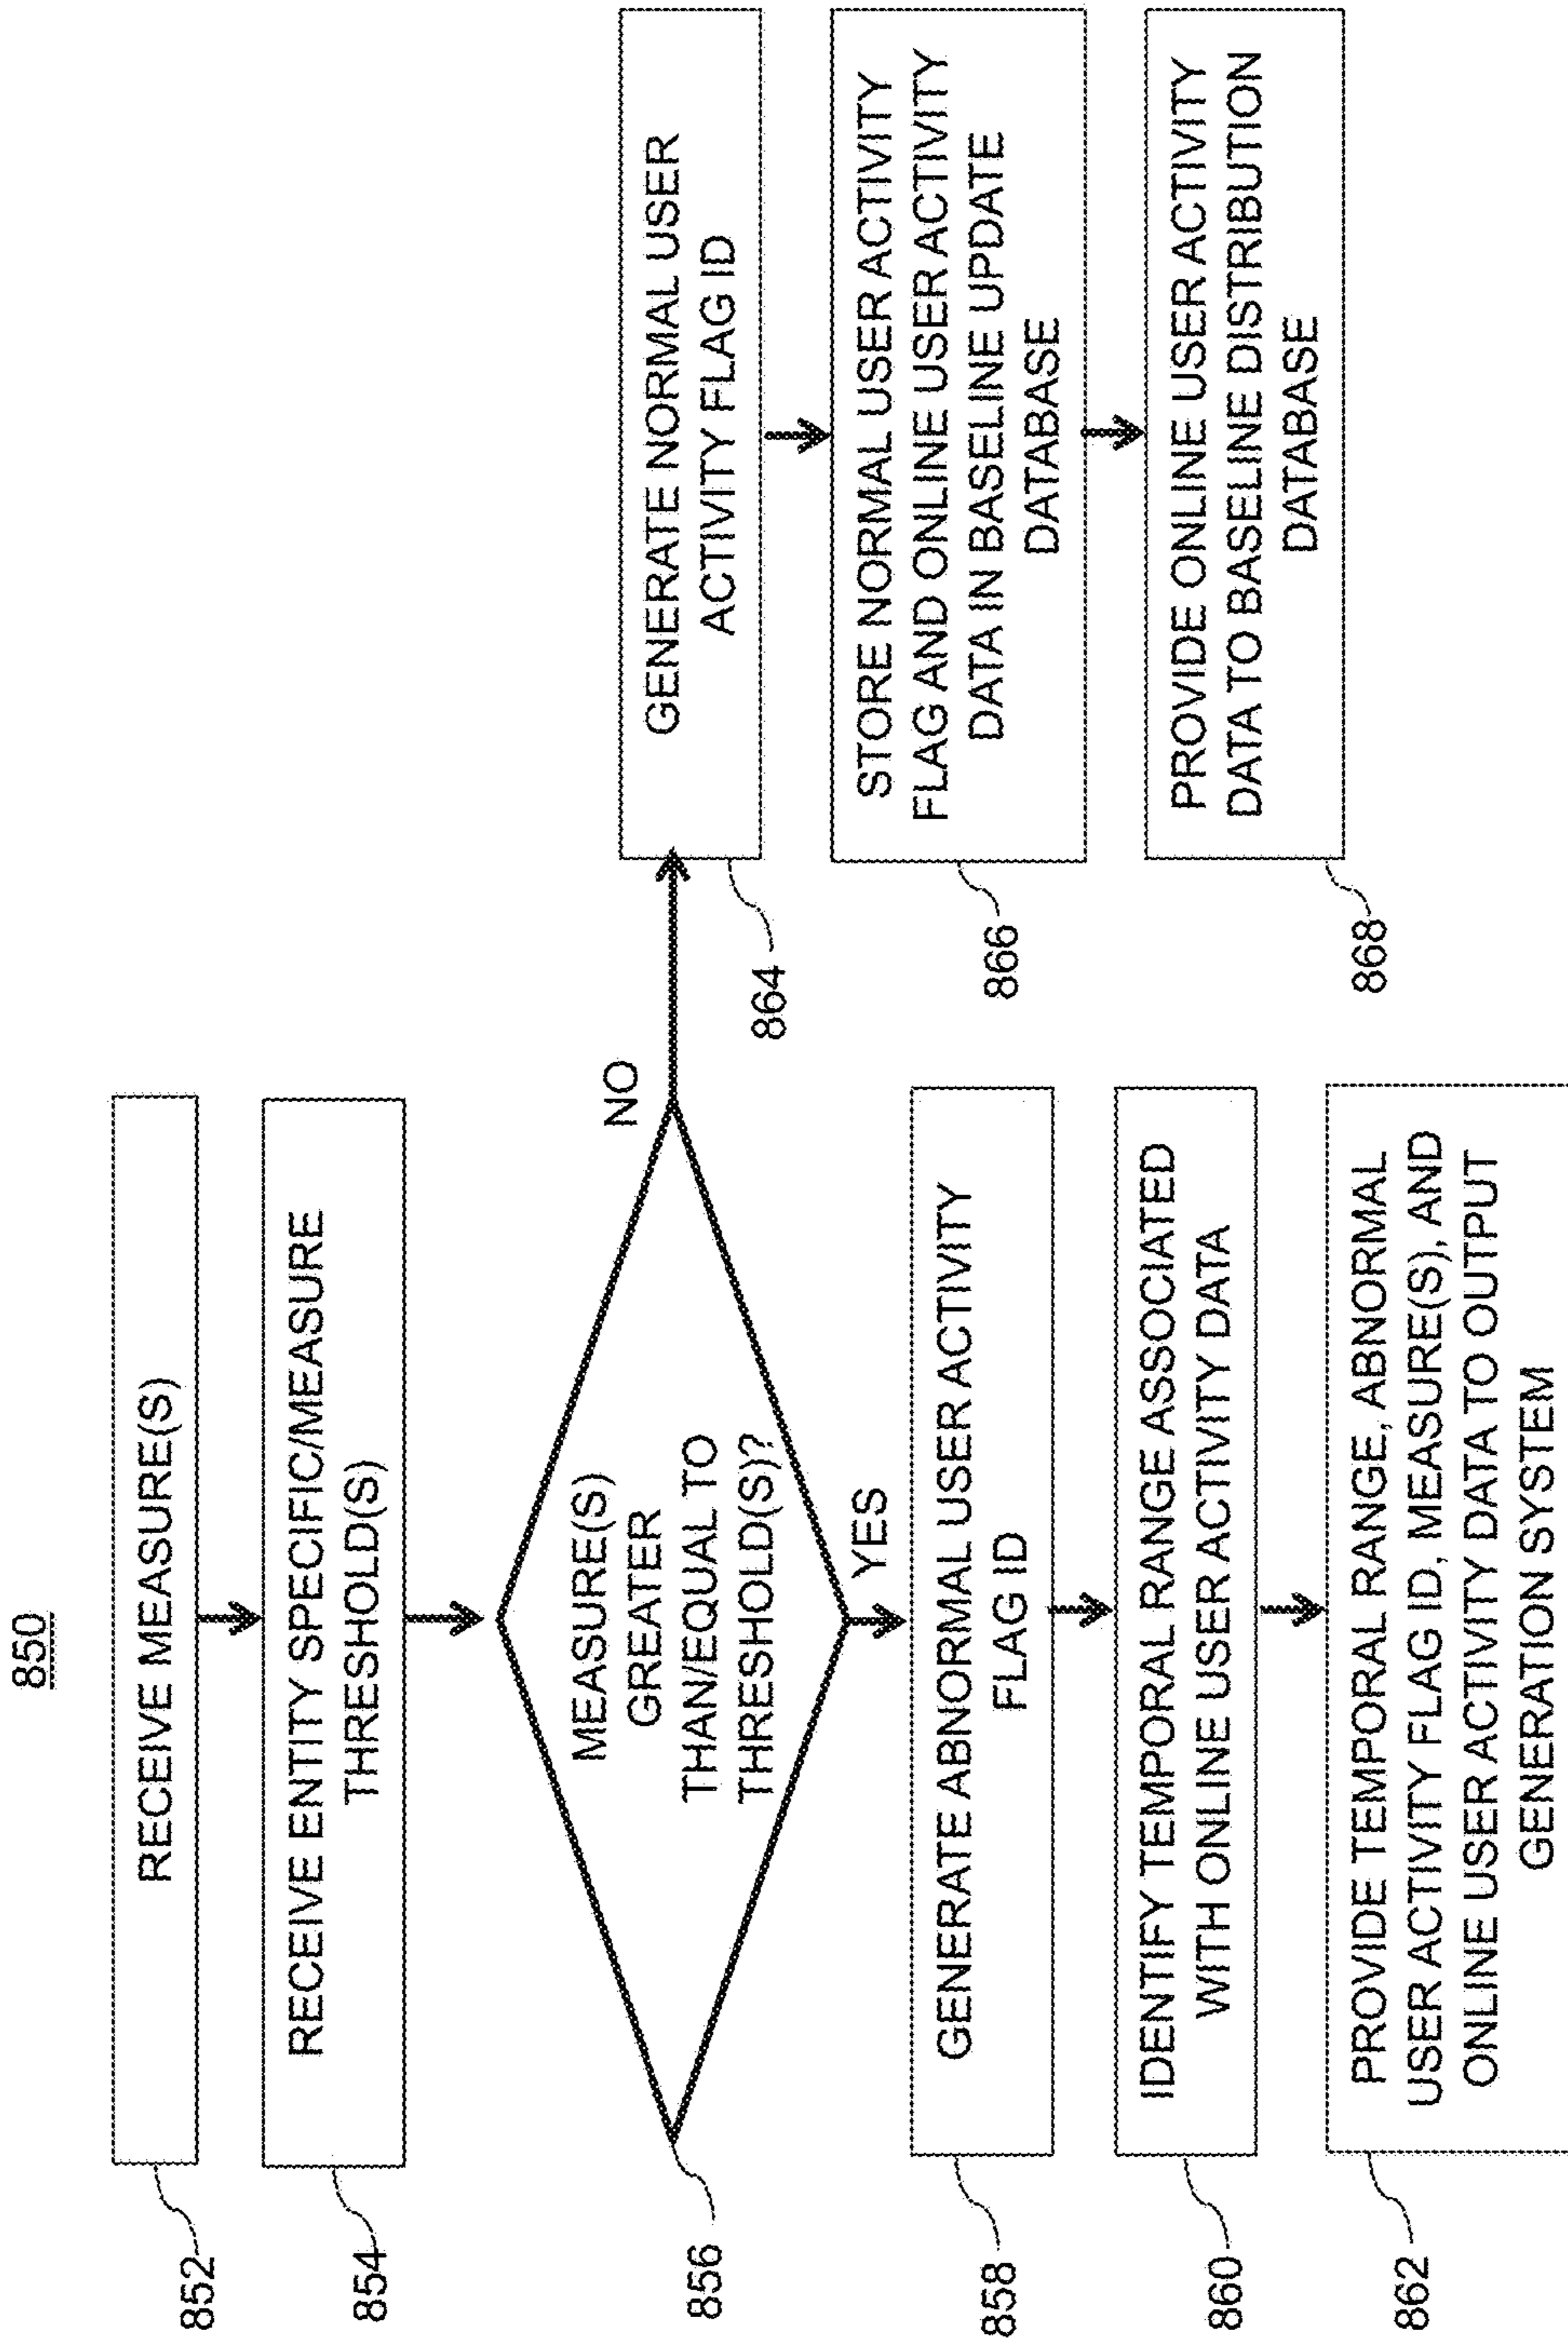 850
RECEIVE MEASURE(S)
852
RECEIVE ENTITY SPECIFIC/MEASURE
THRESHOLD(S)
854
MEASURE(S)
GREATER
THAN/EQUAL TO
THRESHOLD(S)?
856
NO
YES
GENERATE ABNORMAL USER ACTIVITY
FLAG ID
858
IDENTIFY TEMPORAL RANGE ASSOCIATED
WITH ONLINE USER ACTIVITY DATA
860
PROVIDE TEMPORAL RANGE, ABNORMAL
USER ACTIVITY FLAG ID, MEASURE(S), AND
ONLINE USER ACTIVITY DATA TO OUTPUT
GENERATION SYSTEM
862
GENERATE NORMAL USER
ACTIVITY FLAG ID
864
STORE NORMAL USER ACTIVITY
FLAG AND ONLINE USER ACTIVITY
DATA IN BASELINE UPDATE
DATABASE
866
PROVIDE ONLINE USER ACTIVITY
DATA TO BASELINE DISTRIBUTION
DATABASE
868